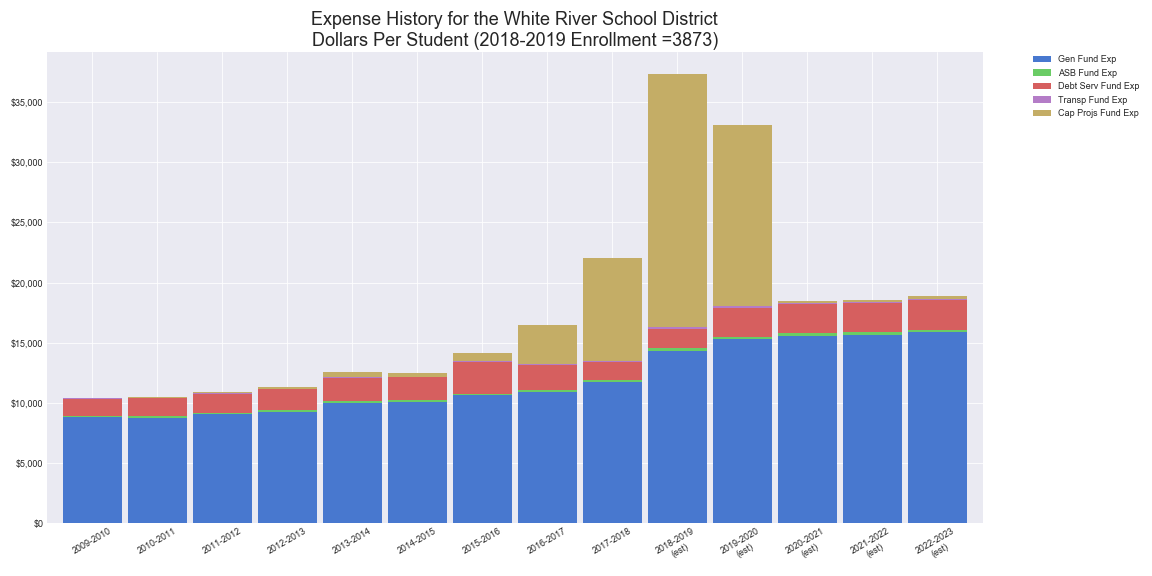 Expense History for the White River School District
Dollars Per Student (2018-2019 Enrollment =3873)
Gen Fund Exp
ASB Fund Exp
Debt Serv Fund Exp
Transp Fund Exp
Cap Projs Fund Exp
$35,000
$30,000
$25,000
$20,000
$15,000
$10,000
$5,000
$0
2009-2010
2010-2011
2011-2012
2012-2013
2013-2014
2014-2015
2015-2016
2016-2017
2017-2018
2018-2019
(est)
2019-2020
(est)
2020-2021
(est)
2021-2022
(est)
2022-2023
(est)